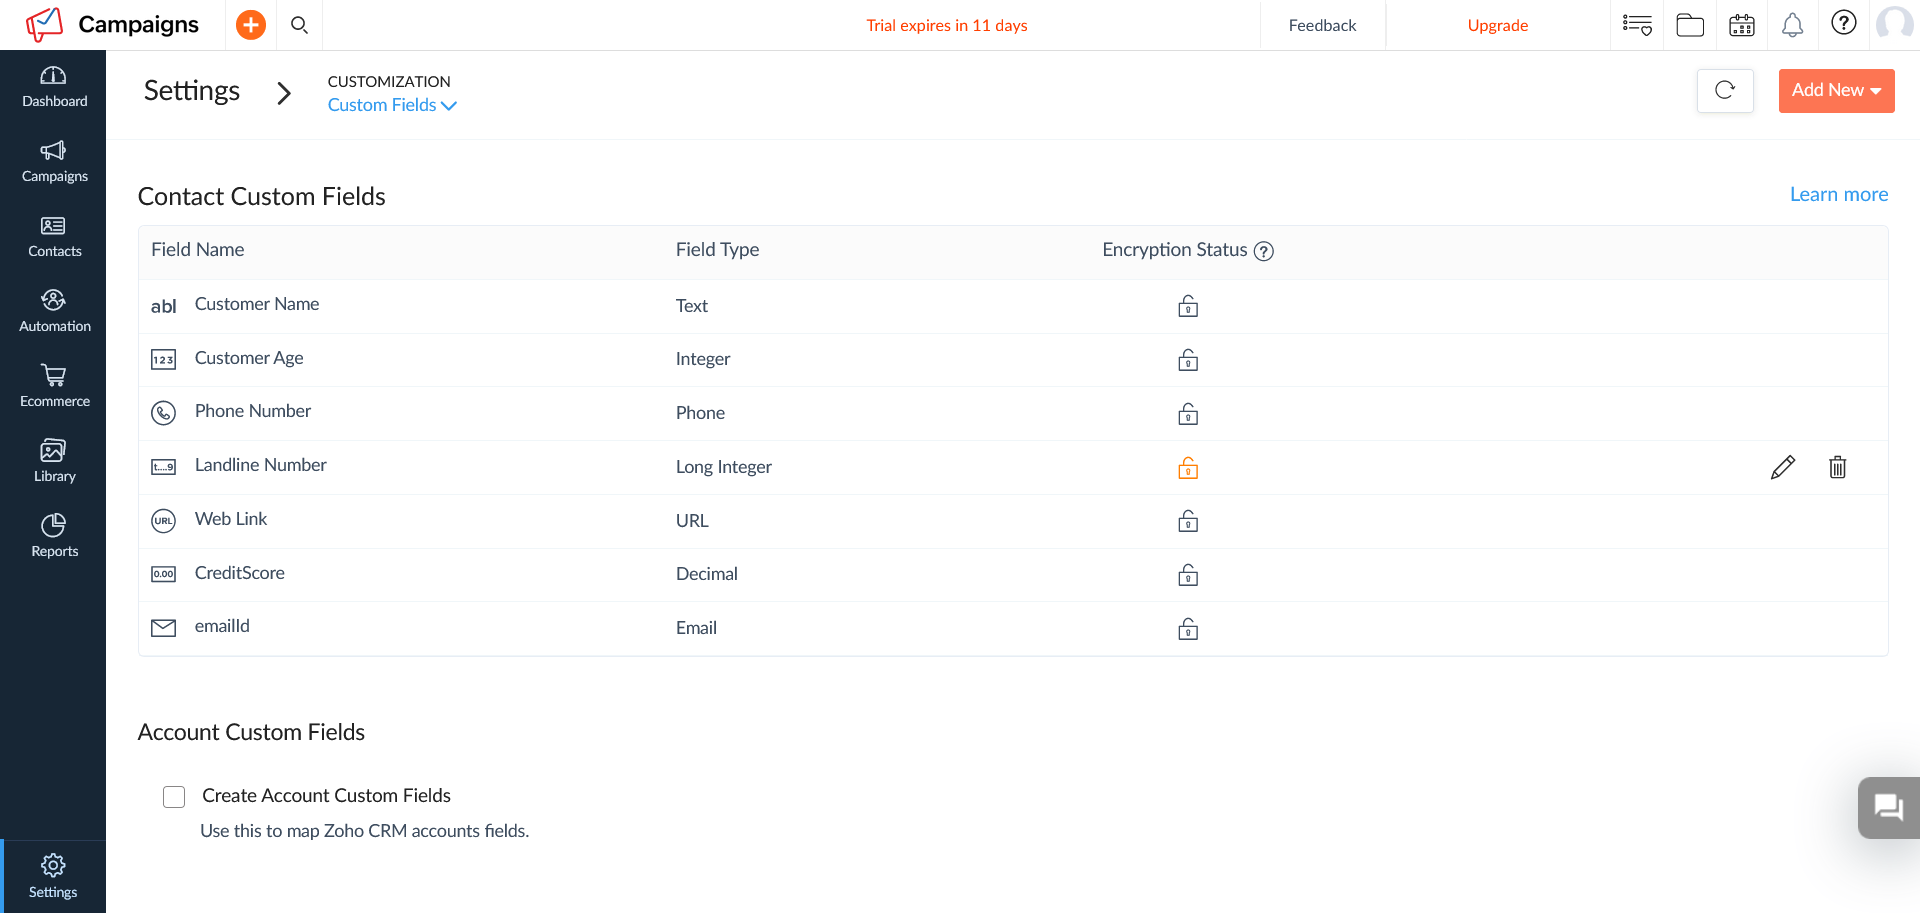 Campaigns
Trial expires in 11 days
Feedback
Upgrade
Dashboard
Campaigns
Contacts
Automation
Ecommerce
Library
Reports
Settings
Settings
CUSTOMIZATION
Custom Fields
Add New
Contact Custom Fields
Learn more
Field Name Field Type Encryption Status ?
abl Customer Name Text
123 Customer Age Integer
Phone Number Phone
t....9 Landline Number Long Integer
URL Web Link URL
0.00 CreditScore Decimal
emailId Email
Account Custom Fields
Create Account Custom Fields
Use this to map Zoho CRM accounts fields.